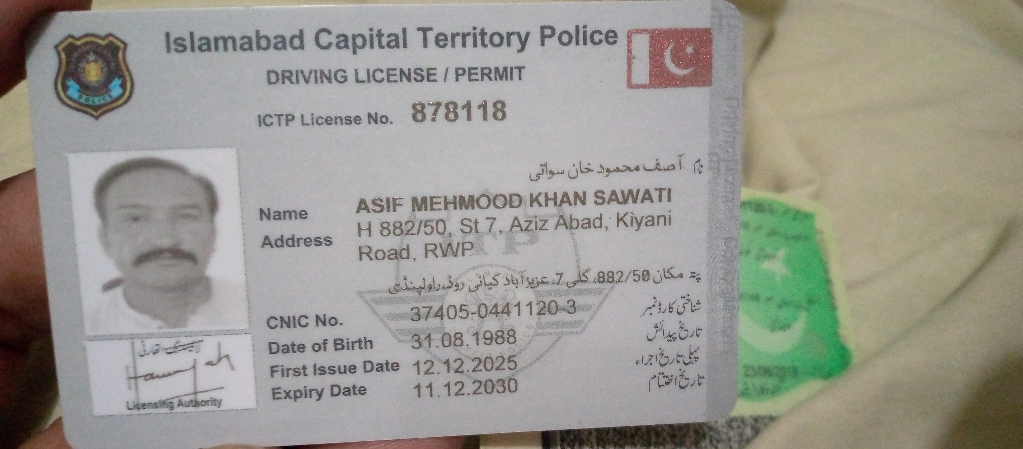 Islamabad Capital Territory Police
DRIVING LICENSE / PERMIT
ICTP License No. 878118
نام آصف محمود خان سواتی
Name ASIF MEHMOOD KHAN SAWATI
Address H 882/50, St 7, Aziz Abad, Kiyani
Road, RWP
پتہ مکان 882/50، گلی 7، عزیز آباد کیانی روڈ، راولپنڈی
CNIC No. 37405-0441120-3 شناختی کارڈ نمبر
Date of Birth 31.08.1988 تاریخ پیدائش
First Issue Date 12.12.2025 پہلی تاریخ اجراء
Expiry Date 11.12.2030 تاریخ اختتام
Licensing Authority
POLICE
ITP